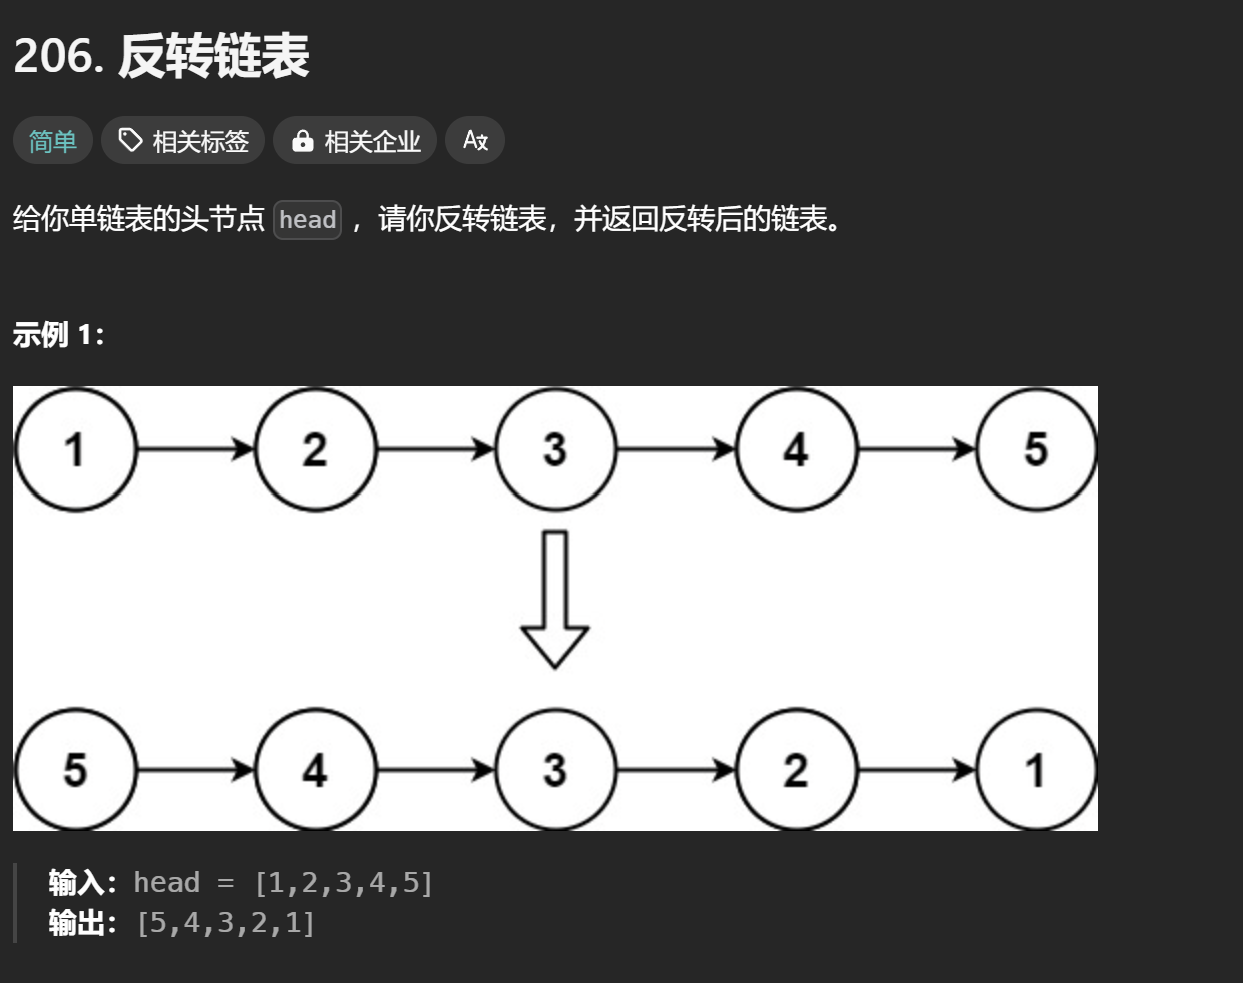 206. 反转链表
简单 相关标签 相关企业 A文
给你单链表的头节点 head ，请你反转链表，并返回反转后的链表。
示例 1：
1 2 3 4 5
5 4 3 2 1
输入：head = [1,2,3,4,5]
输出：[5,4,3,2,1]